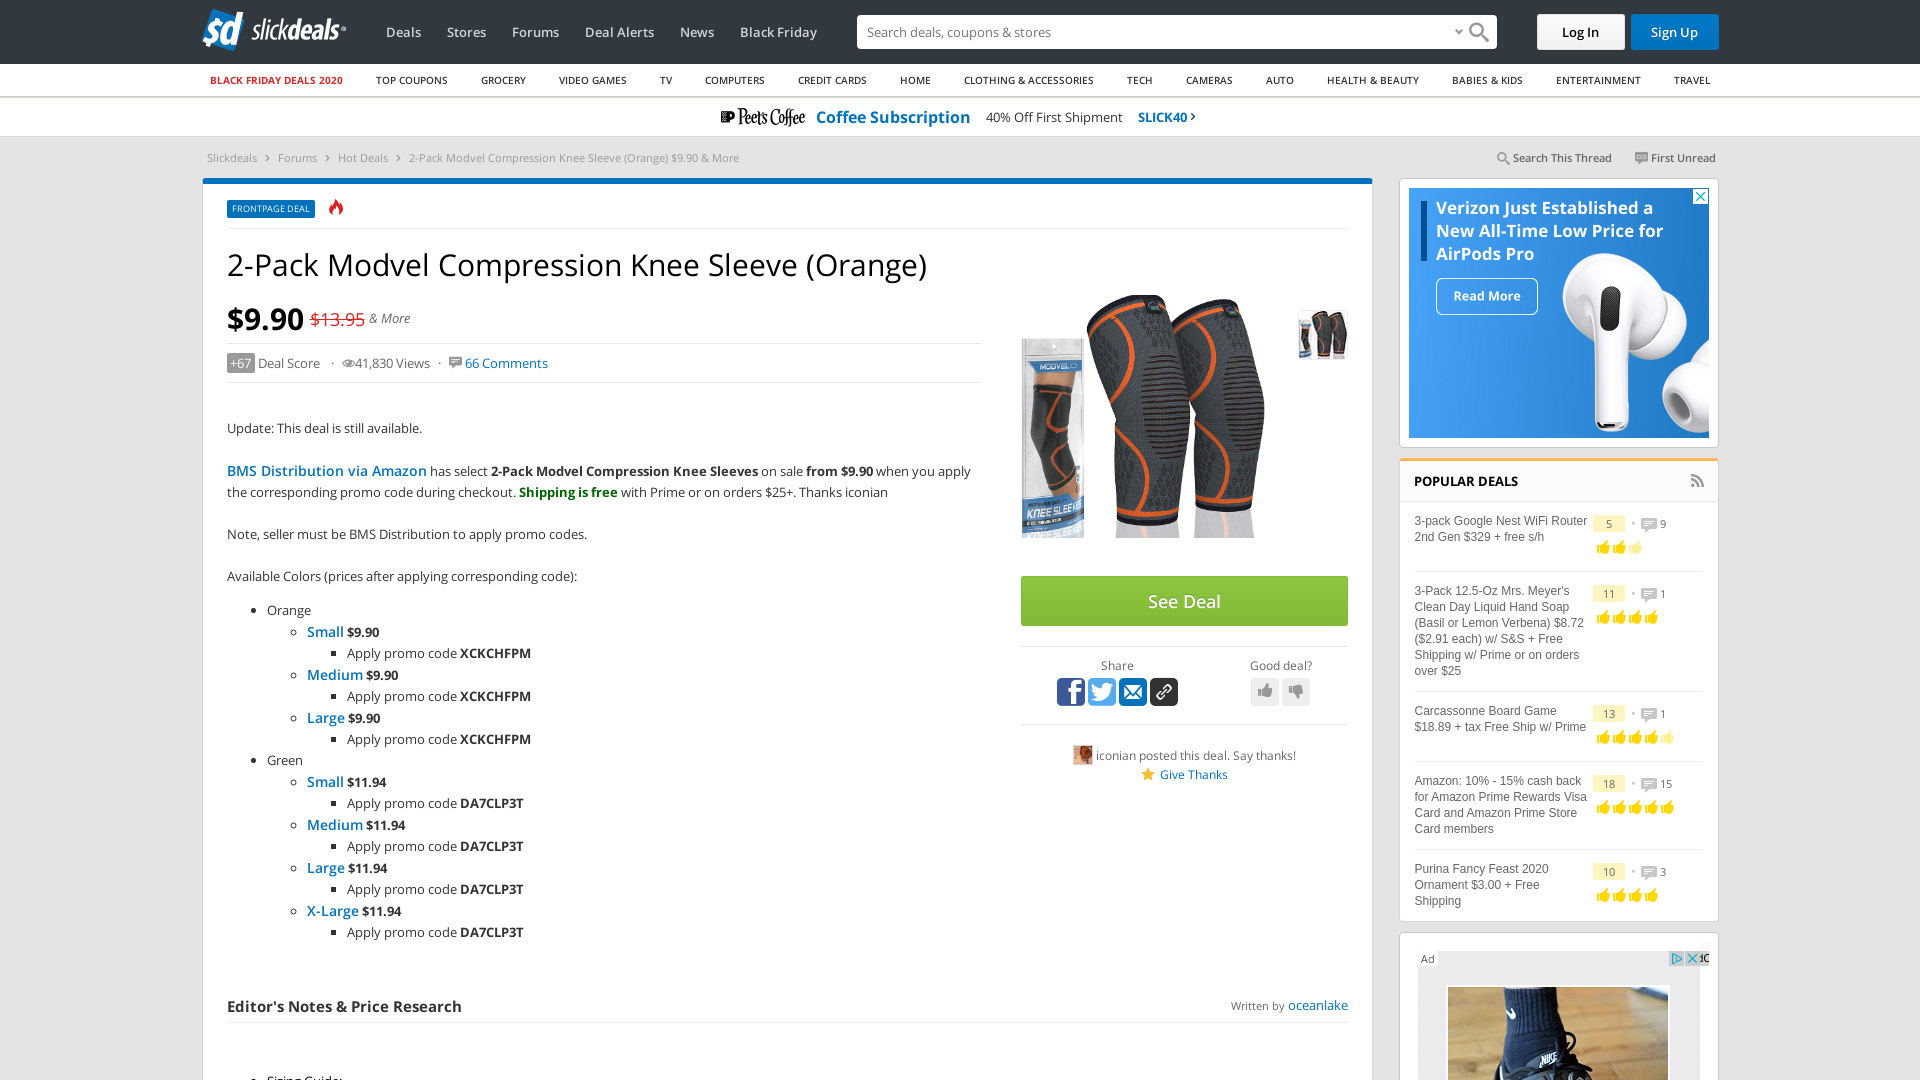 sd slickdeals
Deals Stores Forums Deal Alerts News Black Friday
Search deals, coupons & stores
Log In Sign Up
BLACK FRIDAY DEALS 2020 TOP COUPONS GROCERY VIDEO GAMES TV COMPUTERS CREDIT CARDS HOME CLOTHING & ACCESSORIES TECH CAMERAS AUTO HEALTH & BEAUTY BABIES & KIDS ENTERTAINMENT TRAVEL
Peet's Coffee Coffee Subscription 40% Off First Shipment SLICK40
Slickdeals › Forums › Hot Deals › 2-Pack Modvel Compression Knee Sleeve (Orange) $9.90 & More
Search This Thread First Unread
FRONTPAGE DEAL
2-Pack Modvel Compression Knee Sleeve (Orange)
$9.90 $13.95 & More
+67 Deal Score · 41,830 Views · 66 Comments
Update: This deal is still available.
BMS Distribution via Amazon has select 2-Pack Modvel Compression Knee Sleeves on sale from $9.90 when you apply
the corresponding promo code during checkout. Shipping is free with Prime or on orders $25+. Thanks iconian
Note, seller must be BMS Distribution to apply promo codes.
Available Colors (prices after applying corresponding code):
Orange
Small $9.90
Apply promo code XCKCHFPM
Medium $9.90
Apply promo code XCKCHFPM
Large $9.90
Apply promo code XCKCHFPM
Green
Small $11.94
Apply promo code DA7CLP3T
Medium $11.94
Apply promo code DA7CLP3T
Large $11.94
Apply promo code DA7CLP3T
X-Large $11.94
Apply promo code DA7CLP3T
Editor's Notes & Price Research
Written by oceanlake
Sizing Guide:
MODVEL
KNEE SLEEVE
See Deal
Share
Good deal?
iconian posted this deal. Say thanks!
Give Thanks
Verizon Just Established a
New All-Time Low Price for
AirPods Pro
Read More
POPULAR DEALS
3-pack Google Nest WiFi Router
2nd Gen $329 + free s/h
5 • 9
3-Pack 12.5-Oz Mrs. Meyer's
Clean Day Liquid Hand Soap
(Basil or Lemon Verbena) $8.72
($2.91 each) w/ S&S + Free
Shipping w/ Prime or on orders
over $25
11 • 1
Carcassonne Board Game
$18.89 + tax Free Ship w/ Prime
13 • 1
Amazon: 10% - 15% cash back
for Amazon Prime Rewards Visa
Card and Amazon Prime Store
Card members
18 • 15
Purina Fancy Feast 2020
Ornament $3.00 + Free
Shipping
10 • 3
Ad
NIKE